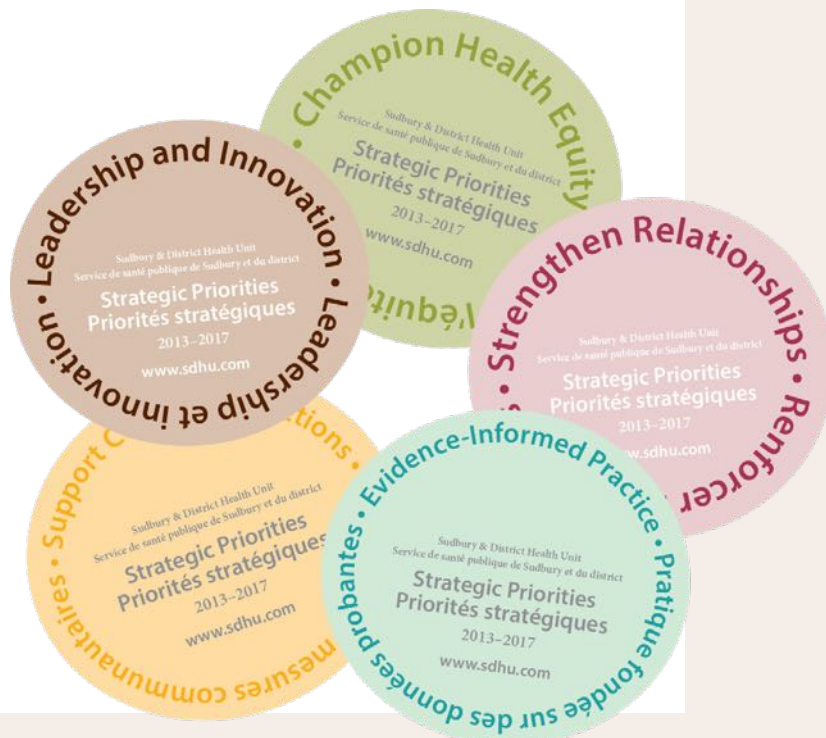 • Champion Health Equity
l'équité
Sudbury & District Health Unit
Service de santé publique de Sudbury et du district
Strategic Priorities
Priorités stratégiques
2013–2017
www.sdhu.com
Leadership and Innovation • Leadership et innovation •
Sudbury & District Health Unit
Service de santé publique de Sudbury et du district
Strategic Priorities
Priorités stratégiques
2013–2017
www.sdhu.com
• Strengthen Relationships • Renforcer
Sudbury & District Health Unit
Service de santé publique de Sudbury et du district
Strategic Priorities
Priorités stratégiques
2013–2017
sdhu.com
• Support
• mesures communautaires
Sudbury & District Health Unit
Service de santé publique de Sudbury et du district
Strategic Priorities
Priorités stratégiques
2013–2017
www.sdhu.com
• Evidence-Informed Practice • Pratique fondée sur des données probantes
Sudbury & District Health Unit
Service de santé publique de Sudbury et du district
Strategic Priorities
Priorités stratégiques
2013–2017
www.sdhu.com